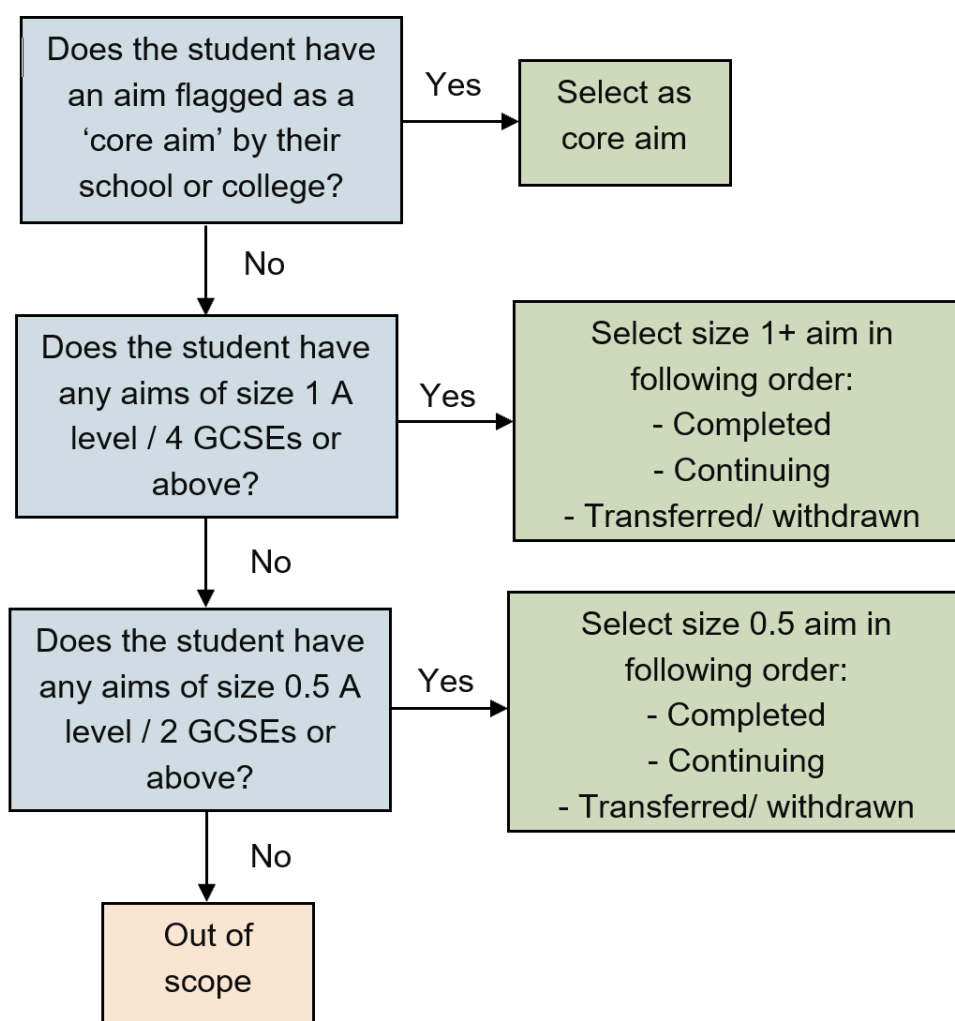 Does the student have
an aim flagged as a
‘core aim’ by their
school or college?
Yes
Select as
core aim
No
Does the student have
any aims of size 1 A
level / 4 GCSEs or
above?
Yes
Select size 1+ aim in
following order:
- Completed
- Continuing
- Transferred/ withdrawn
No
Does the student have
any aims of size 0.5 A
level / 2 GCSEs or
above?
Yes
Select size 0.5 aim in
following order:
- Completed
- Continuing
- Transferred/ withdrawn
No
Out of
scope